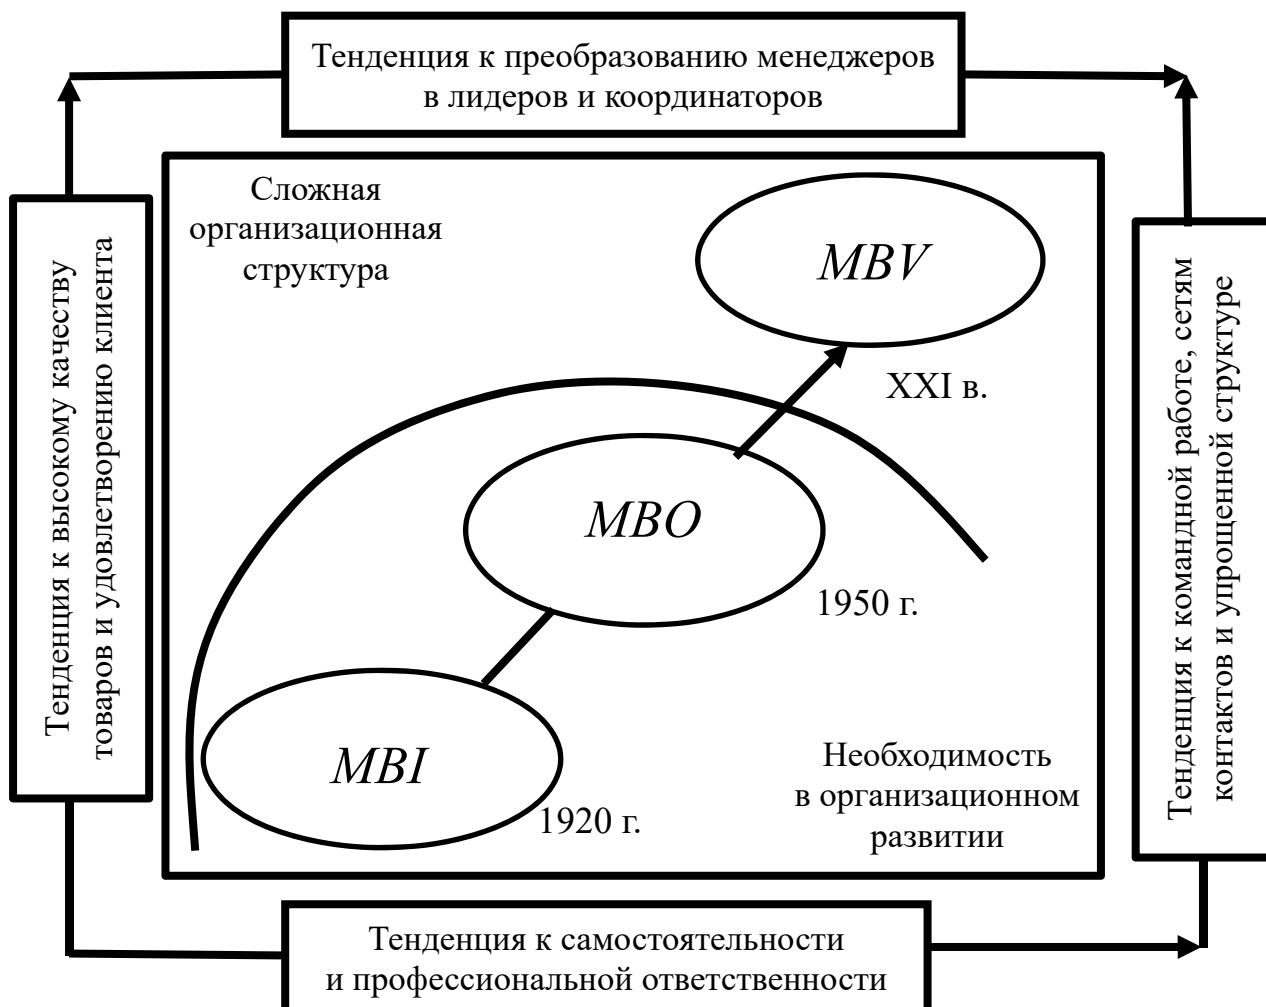 Тенденция к преобразованию менеджеров
в лидеров и координаторов
Тенденция к высокому качеству
товаров и удовлетворению клиента
Сложная
организационная
структура
MBV
XXI в.
MBO
1950 г.
MBI
1920 г.
Необходимость
в организационном
развитии
Тенденция к командной работе, сетям
контактов и упрощенной структуре
Тенденция к самостоятельности
и профессиональной ответственности